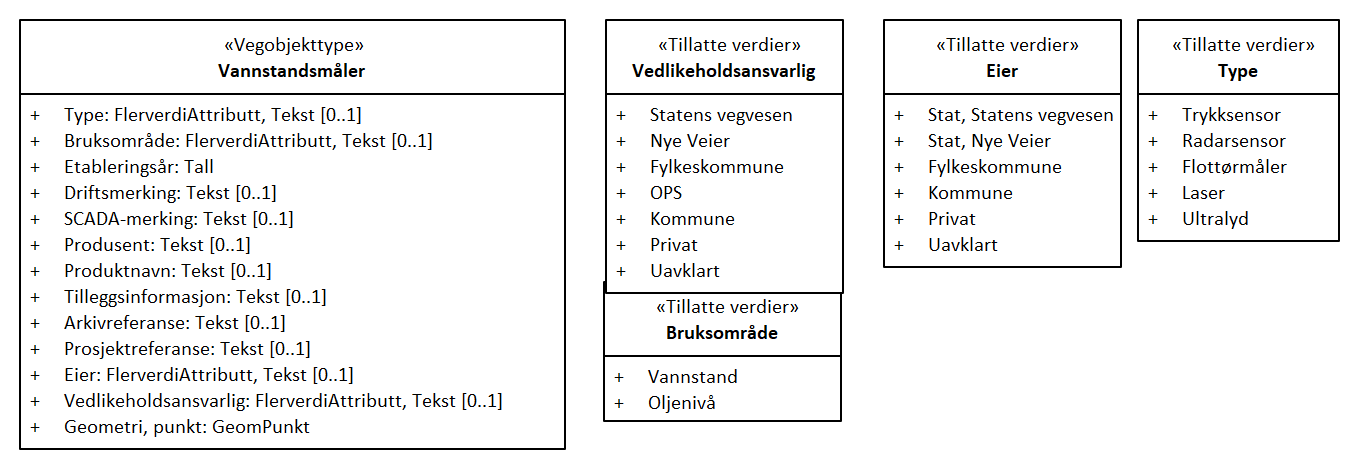 «Vegobjekttype»
Vannstandsmåler
+ Type: FlerverdiAttributt, Tekst [0..1]
+ Bruksområde: FlerverdiAttributt, Tekst [0..1]
+ Etableringsår: Tall
+ Driftsmerking: Tekst [0..1]
+ SCADA-merking: Tekst [0..1]
+ Produsent: Tekst [0..1]
+ Produktnavn: Tekst [0..1]
+ Tilleggsinformasjon: Tekst [0..1]
+ Arkivreferanse: Tekst [0..1]
+ Prosjektreferanse: Tekst [0..1]
+ Eier: FlerverdiAttributt, Tekst [0..1]
+ Vedlikeholdsansvarlig: FlerverdiAttributt, Tekst [0..1]
+ Geometri, punkt: GeomPunkt
«Tillatte verdier»
Vedlikeholdsansvarlig
+ Statens vegvesen
+ Nye Veier
+ Fylkeskommune
+ OPS
+ Kommune
+ Privat
+ Uavklart
«Tillatte verdier»
Bruksområde
+ Vannstand
+ Oljenivå
«Tillatte verdier»
Eier
+ Stat, Statens vegvesen
+ Stat, Nye Veier
+ Fylkeskommune
+ Kommune
+ Privat
+ Uavklart
«Tillatte verdier»
Type
+ Trykksensor
+ Radarsensor
+ Flottørmåler
+ Laser
+ Ultralyd